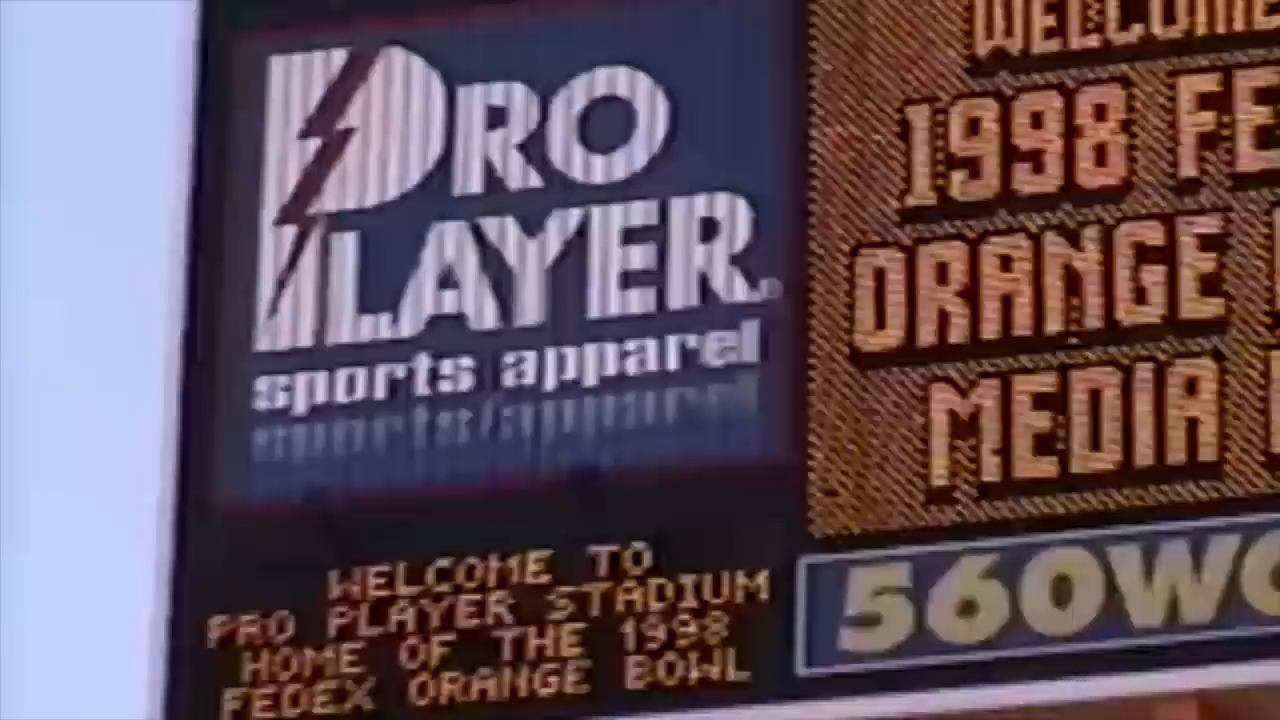 PRO
PLAYER
sports apparel
WELCOME TO
PRO PLAYER STADIUM
HOME OF THE 1998
FEDEX ORANGE BOWL
WELCOME
1998 FE
ORANGE
MEDIA
560W